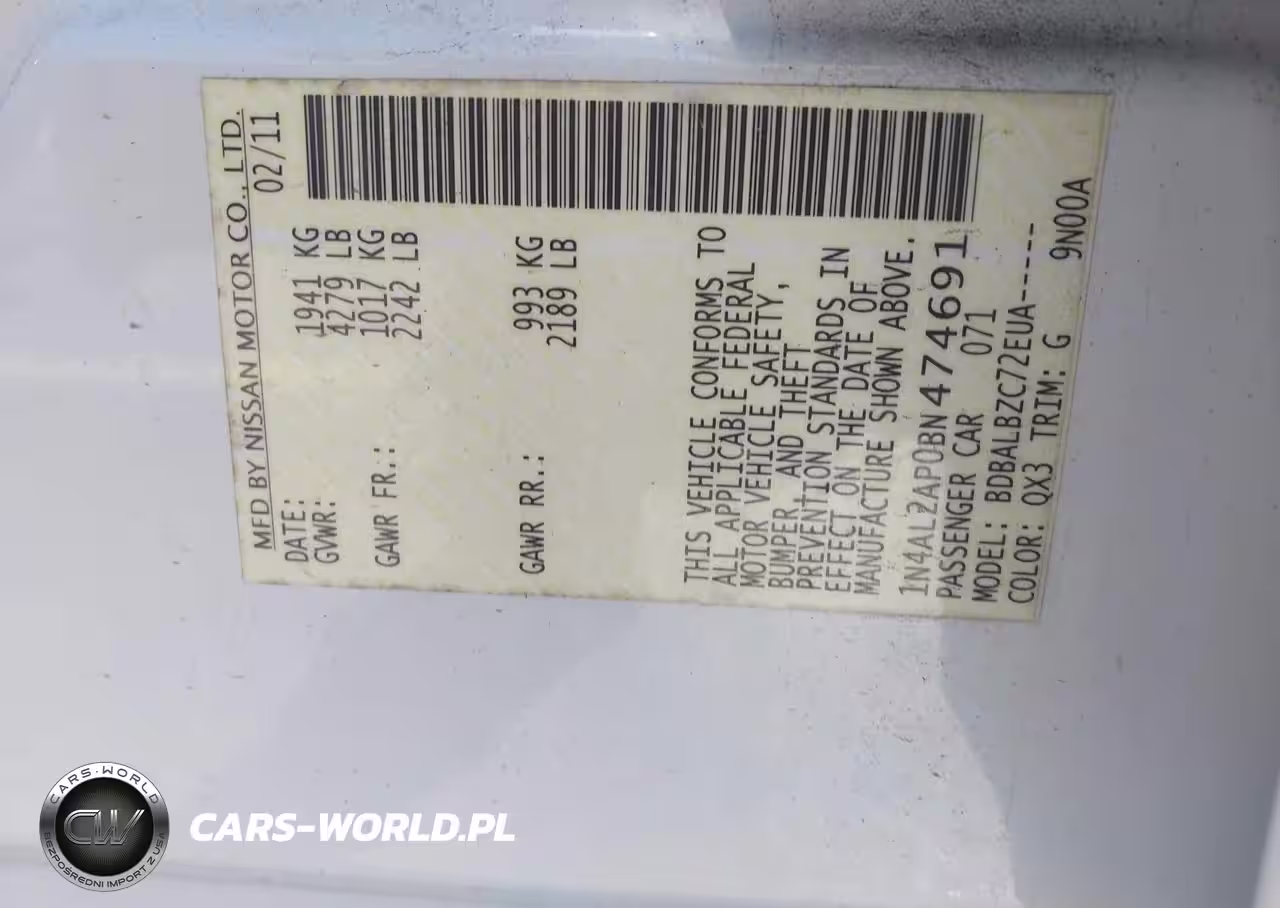 MFD BY NISSAN MOTOR CO., LTD.
DATE: 02/11
GVWR: 1941 KG
4279 LB
GAWR FR.: 1017 KG
2242 LB
GAWR RR.: 993 KG
2189 LB
THIS VEHICLE CONFORMS TO
ALL APPLICABLE FEDERAL
MOTOR VEHICLE SAFETY,
BUMPER, AND THEFT
PREVENTION STANDARDS IN
EFFECT ON THE DATE OF
MANUFACTURE SHOWN ABOVE.
1N4AL2AP0BN474691
PASSENGER CAR 071
MODEL: BDBALBZC72EUA-----
COLOR: QX3 TRIM: G 9N00A
CARS-WORLD
CW
BEZPOŚREDNI IMPORT Z USA
CARS-WORLD.PL